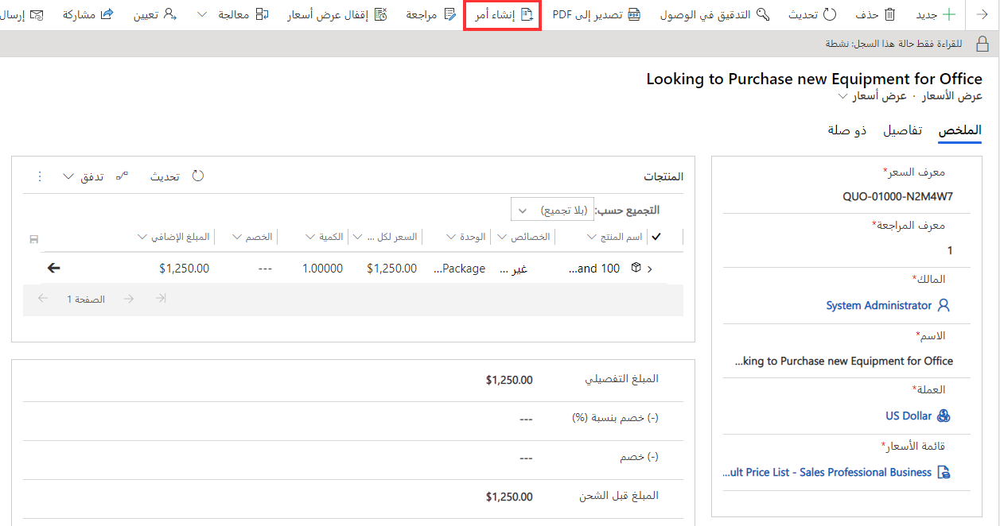 جديد
حذف
تحديث
التدقيق في الوصول
تصدير إلى PDF
إنشاء أمر
مراجعة
إقفال عرض أسعار
معالجة
تعيين
مشاركة
إرسال
للقراءة فقط حالة هذا السجل: نشطة
Looking to Purchase new Equipment for Office
عرض الأسعار · عرض أسعار
الملخص
تفاصيل
ذو صلة
معرف السعر*
QUO-01000-N2M4W7
معرف المراجعة*
1
المالك*
System Administrator
الاسم*
...king to Purchase new Equipment for Office
العملة*
US Dollar
قائمة الأسعار*
...ult Price List - Sales Professional Business
المنتجات
تحديث
تدفق
التجميع حسب: (بلا تجميع)
اسم المنتج
الخصائص
الوحدة
السعر لكل ...
الكمية
الخصم
المبلغ الإضافي
...and 100
غير ...
...Package
$1,250.00
1.00000
---
$1,250.00
الصفحة 1
المبلغ التفصيلي
$1,250.00
(-) خصم بنسبة (%)
---
(-) خصم
---
المبلغ قبل الشحن
$1,250.00